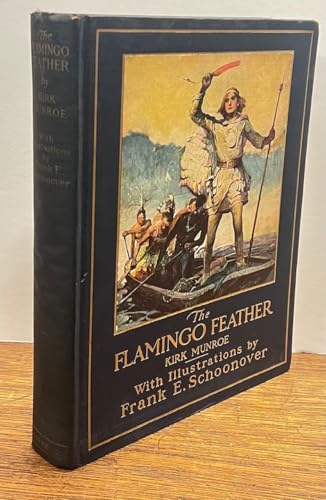 The
FLAMINGO
FEATHER
by
KIRK
MUNROE
With
Illustrations
by
Frank E.
Schoonover
The
FLAMINGO FEATHER
KIRK MUNROE
With Illustrations by
Frank E. Schoonover